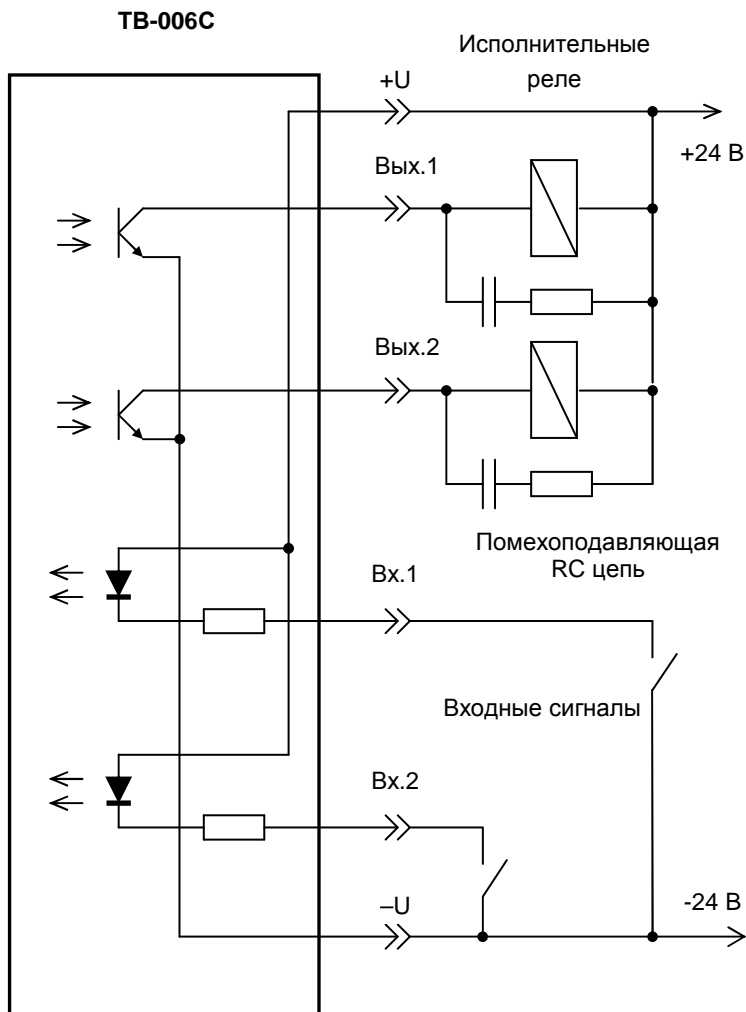 ТВ-006С
Исполнительные
реле
+U
+24 В
Вых.1
Вых.2
Помехоподавляющая
RC цепь
Вх.1
Входные сигналы
Вх.2
–U
-24 В